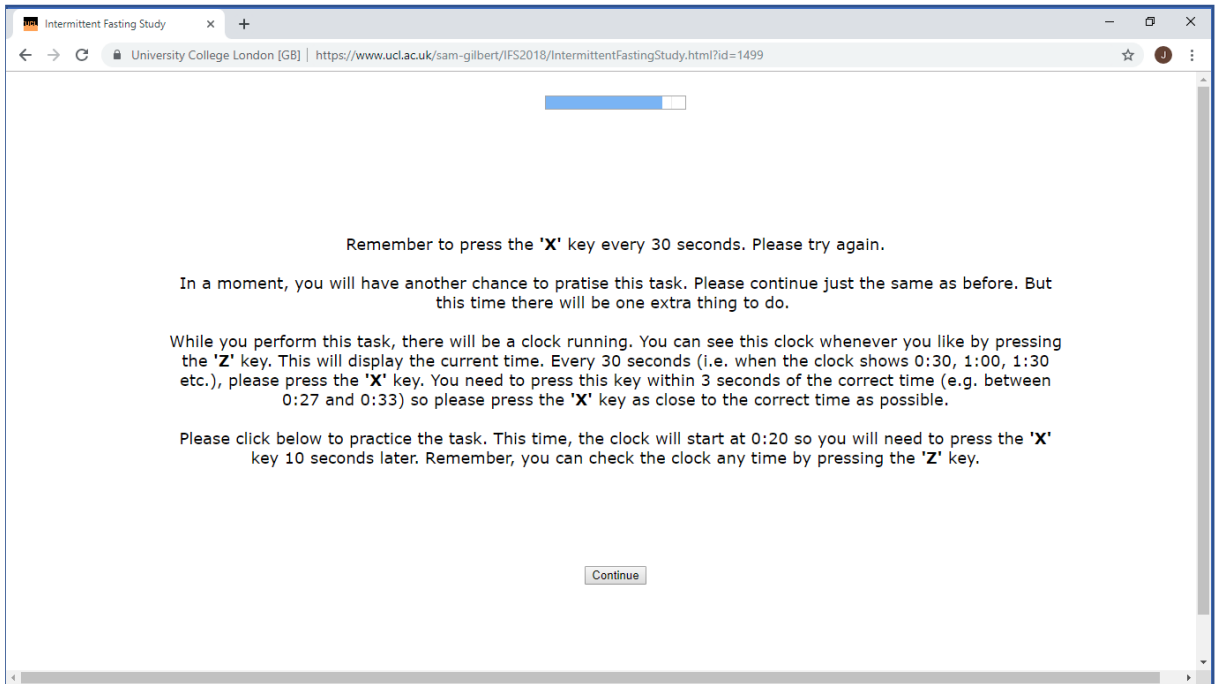 UCL Intermittent Fasting Study
University College London [GB] | https://www.ucl.ac.uk/sam-gilbert/IFS2018/IntermittentFastingStudy.html?id=1499 J
Remember to press the 'X' key every 30 seconds. Please try again.
In a moment, you will have another chance to pratise this task. Please continue just the same as before. But
this time there will be one extra thing to do.
While you perform this task, there will be a clock running. You can see this clock whenever you like by pressing
the 'Z' key. This will display the current time. Every 30 seconds (i.e. when the clock shows 0:30, 1:00, 1:30
etc.), please press the 'X' key. You need to press this key within 3 seconds of the correct time (e.g. between
0:27 and 0:33) so please press the 'X' key as close to the correct time as possible.
Please click below to practice the task. This time, the clock will start at 0:20 so you will need to press the 'X'
key 10 seconds later. Remember, you can check the clock any time by pressing the 'Z' key.
Continue